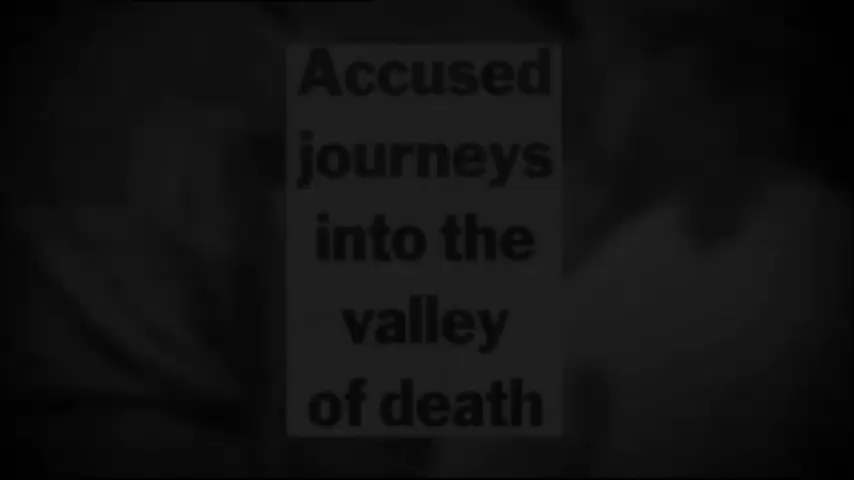 Accused
journeys
into the
valley
of death